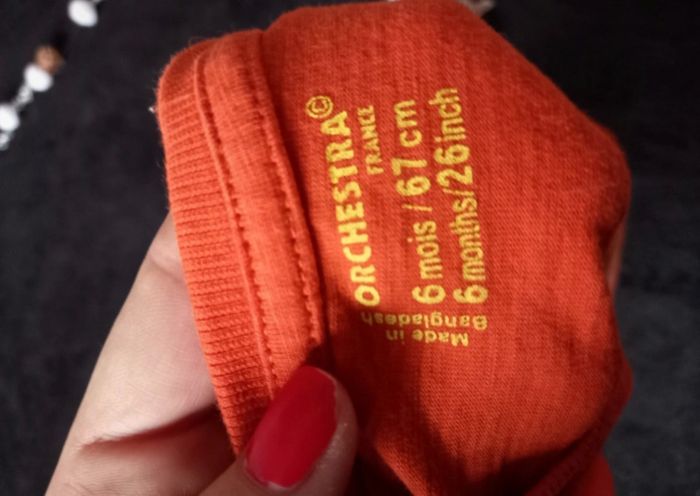 ORCHESTRA©
FRANCE
6 mois / 67 cm
6 months/26inch
Made in
Bangladesh